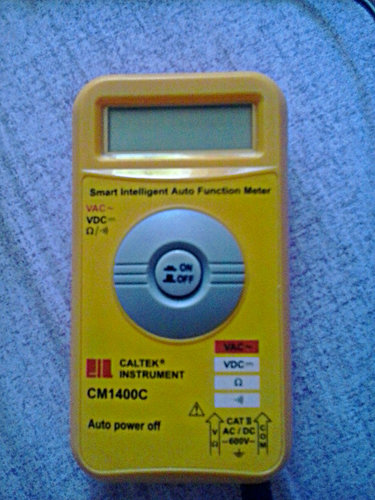 Smart Intelligent Auto Function Meter
VAC~
VDC⎓
Ω/·))
ON
OFF
CALTEK®
INSTRUMENT
CM1400C
Auto power off
VAC~
VDC⎓
Ω
·))
CAT II
AC / DC
600V
V
Ω
COM